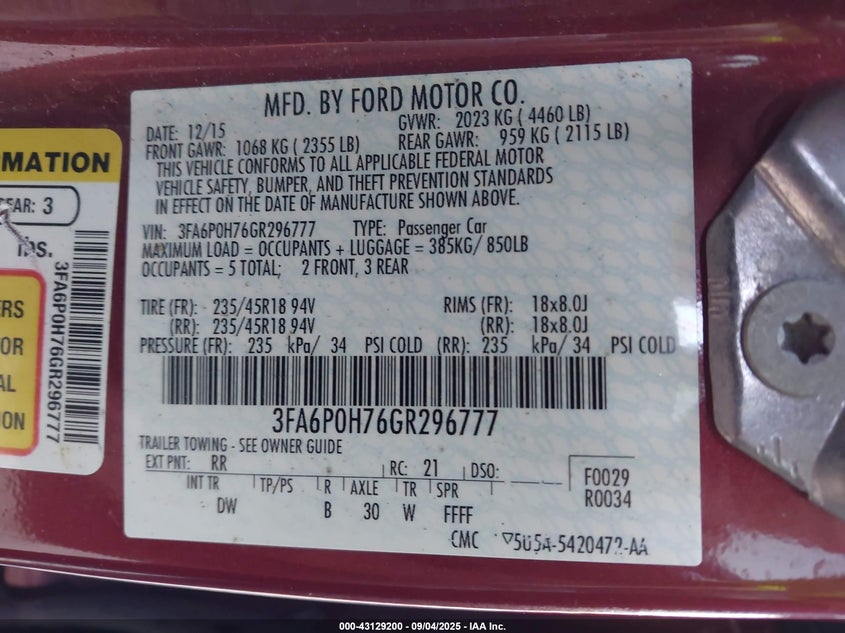 MFD. BY FORD MOTOR CO.
DATE: 12/15 GVWR: 2023 KG ( 4460 LB)
FRONT GAWR: 1068 KG ( 2355 LB) REAR GAWR: 959 KG ( 2115 LB)
THIS VEHICLE CONFORMS TO ALL APPLICABLE FEDERAL MOTOR
VEHICLE SAFETY, BUMPER, AND THEFT PREVENTION STANDARDS
IN EFFECT ON THE DATE OF MANUFACTURE SHOWN ABOVE.
VIN: 3FA6P0H76GR296777 TYPE: Passenger Car
MAXIMUM LOAD = OCCUPANTS + LUGGAGE = 385KG/ 850LB
OCCUPANTS = 5 TOTAL; 2 FRONT, 3 REAR
TIRE (FR): 235/45R18 94V RIMS (FR): 18x8.0J
(RR): 235/45R18 94V (RR): 18x8.0J
PRESSURE (FR): 235 kPa/ 34 PSI COLD (RR): 235 kPa/ 34 PSI COLD
3FA6P0H76GR296777
TRAILER TOWING - SEE OWNER GUIDE
EXT PNT: RR RC: 21 DSO: F0029
R0034
INT TR TP/PS R AXLE TR SPR
DW B 30 W FFFF
CMC
MATION
EAR: 3
lbs.
3FA6P0H76GR296777
ERS
OR
AL
ION
000-43129200 - 09/04/2025 - IAA Inc.